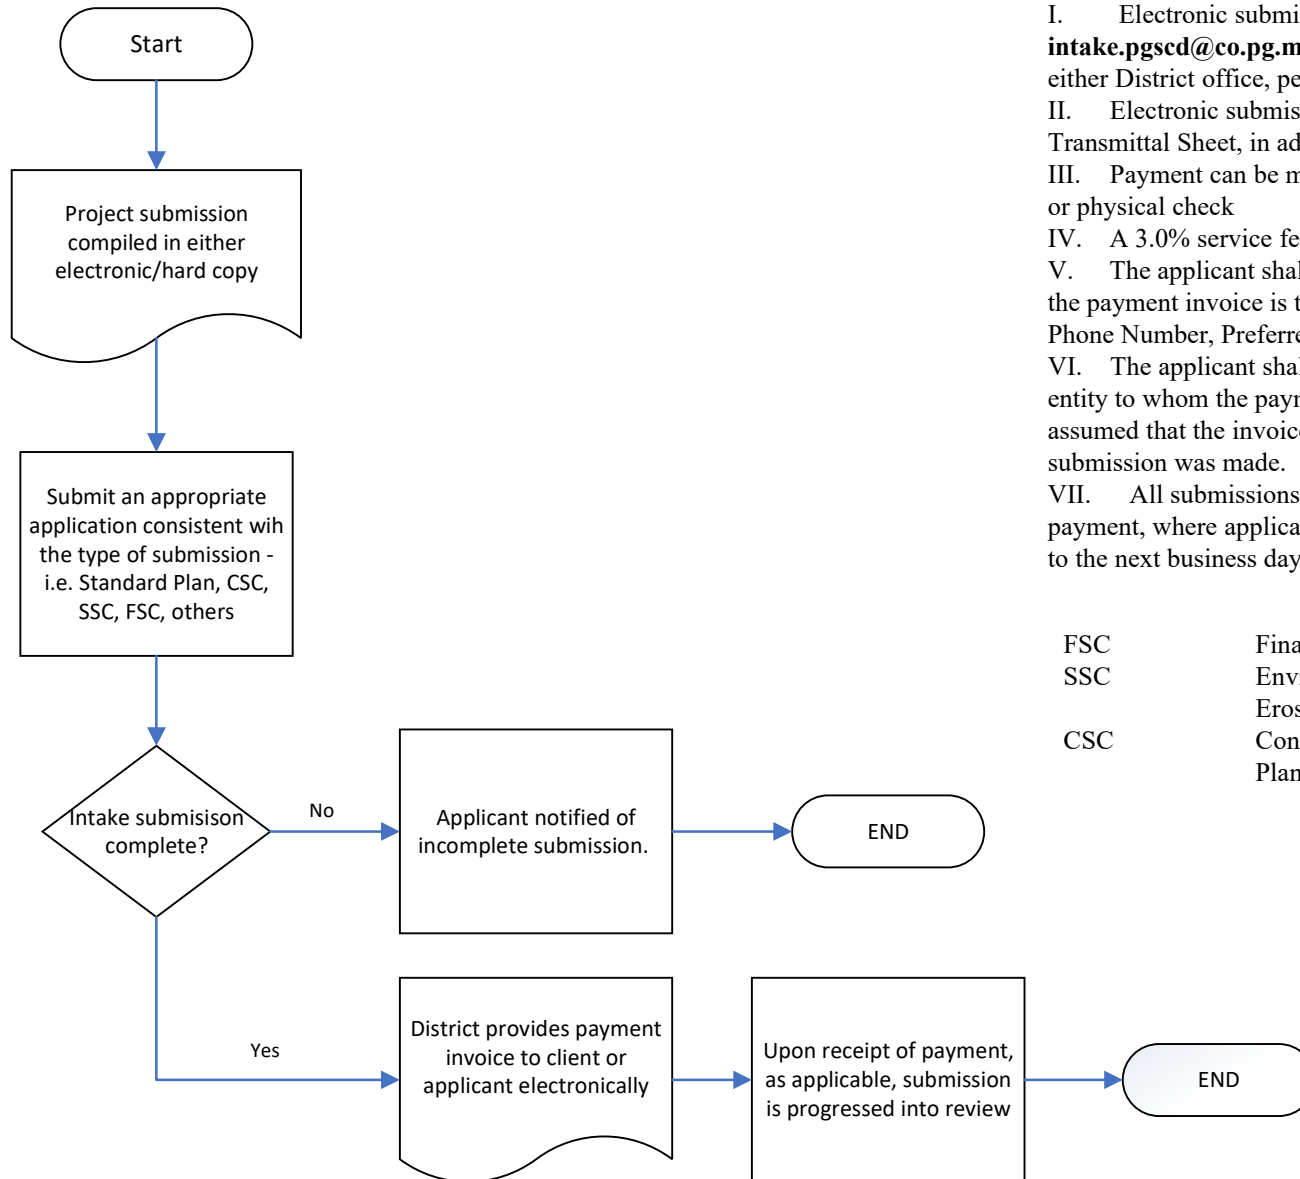 Start
Project submission
compiled in either
electronic/hard copy
Submit an appropriate
application consistent wih
the type of submission -
i.e. Standard Plan, CSC,
SSC, FSC, others
Intake submisison
complete?
No
Applicant notified of
incomplete submission.
END
Yes
District provides payment
invoice to client or
applicant electronically
Upon receipt of payment,
as applicable, submission
is progressed into review
END
I. Electronic submi
intake.pgscd@co.pg.m
either District office, pe
II. Electronic submis
Transmittal Sheet, in ad
III. Payment can be m
or physical check
IV. A 3.0% service fe
V. The applicant shal
the payment invoice is t
Phone Number, Preferre
VI. The applicant shal
entity to whom the payn
assumed that the invoic
submission was made.
VII. All submissions
payment, where applica
to the next business day
FSC Fina
SSC Envi
Eros
CSC Con
Plan